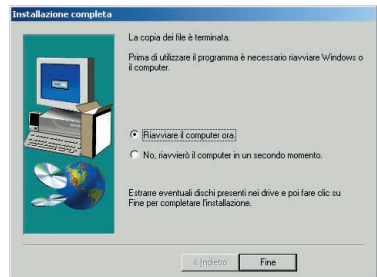 Installazione completa
La copia dei file è terminata.
Prima di utilizzare il programma è necessario riavviare Windows o
il computer.
Riavviare il computer ora.
No, riavvierò il computer in un secondo momento.
Estrarre eventuali dischi presenti nei drive e poi fare clic su
Fine per completare l'installazione.
< Indietro Fine